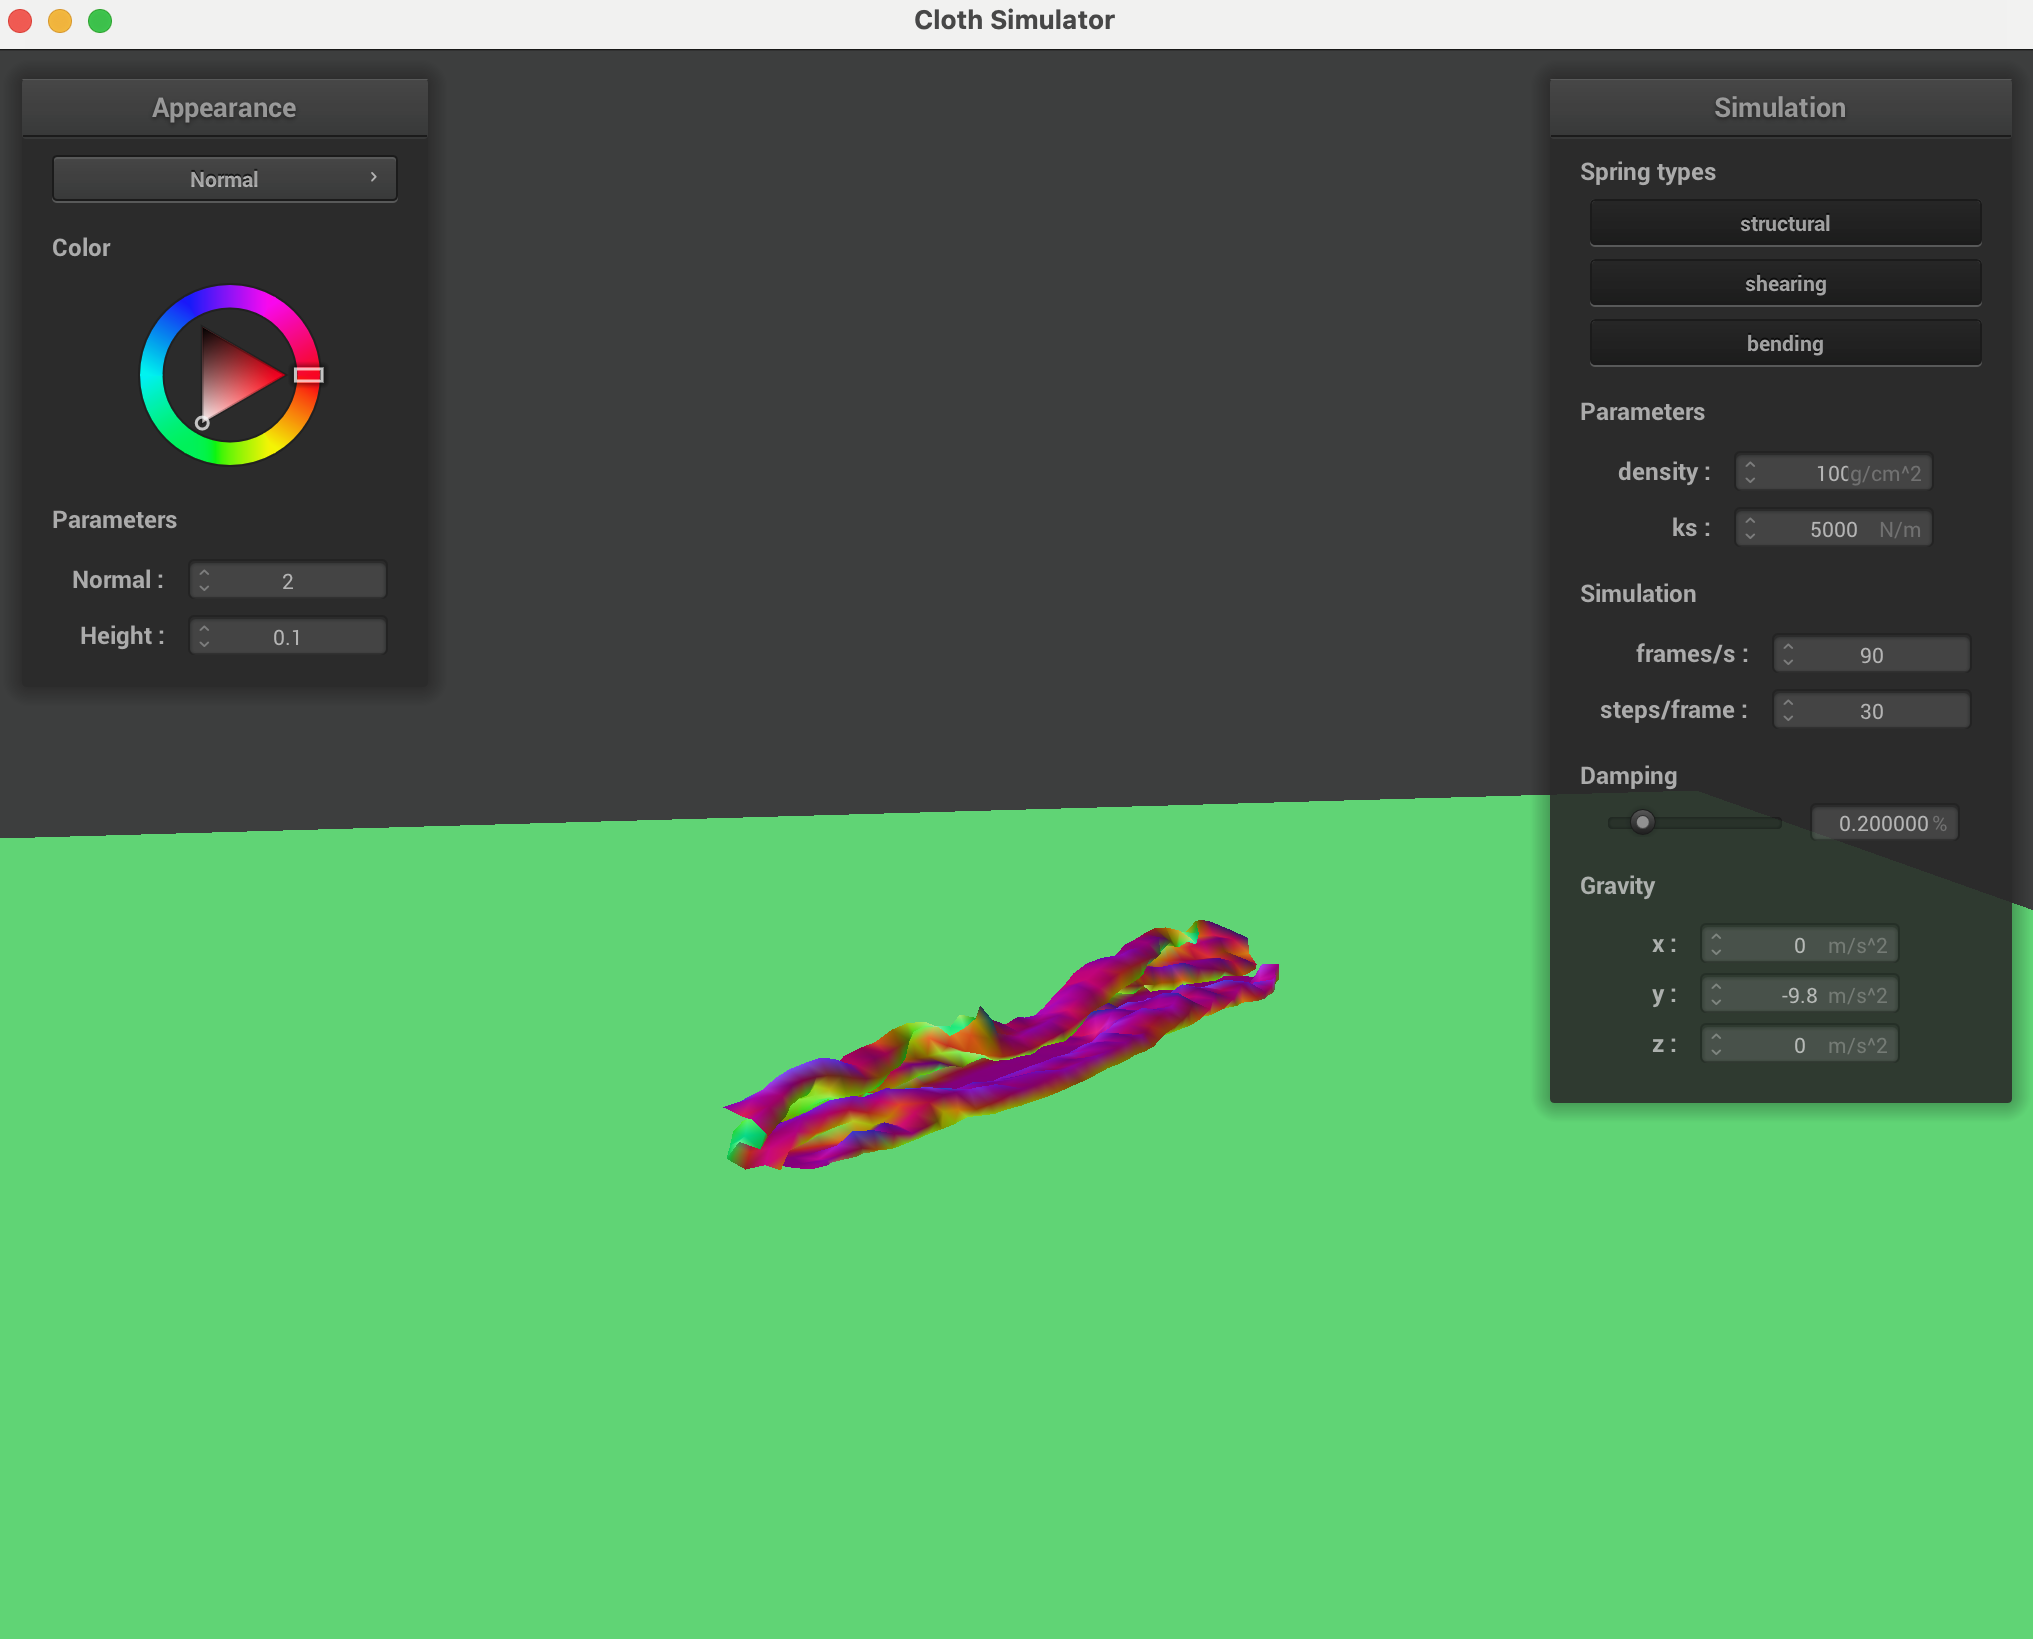 Cloth Simulator
Appearance
Normal
Color
Parameters
Normal : 2
Height : 0.1
Simulation
Spring types
structural
shearing
bending
Parameters
density : 100 g/cm^2
ks : 5000 N/m
Simulation
frames/s : 90
steps/frame : 30
Damping
0.200000 %
Gravity
x : 0 m/s^2
y : -9.8 m/s^2
z : 0 m/s^2